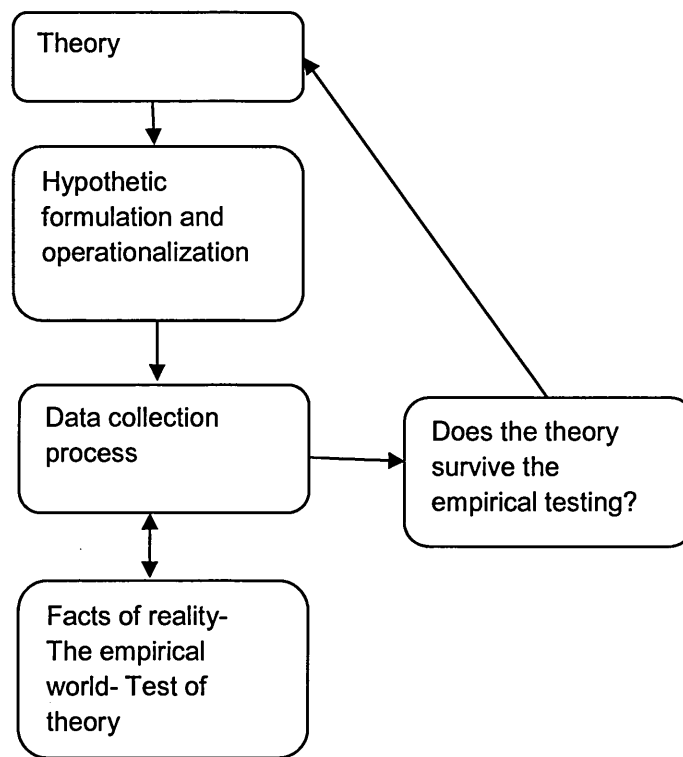 Theory
Hypothetic
formulation and
operationalization
Data collection
process
Does the theory
survive the
empirical testing?
Facts of reality-
The empirical
world- Test of
theory